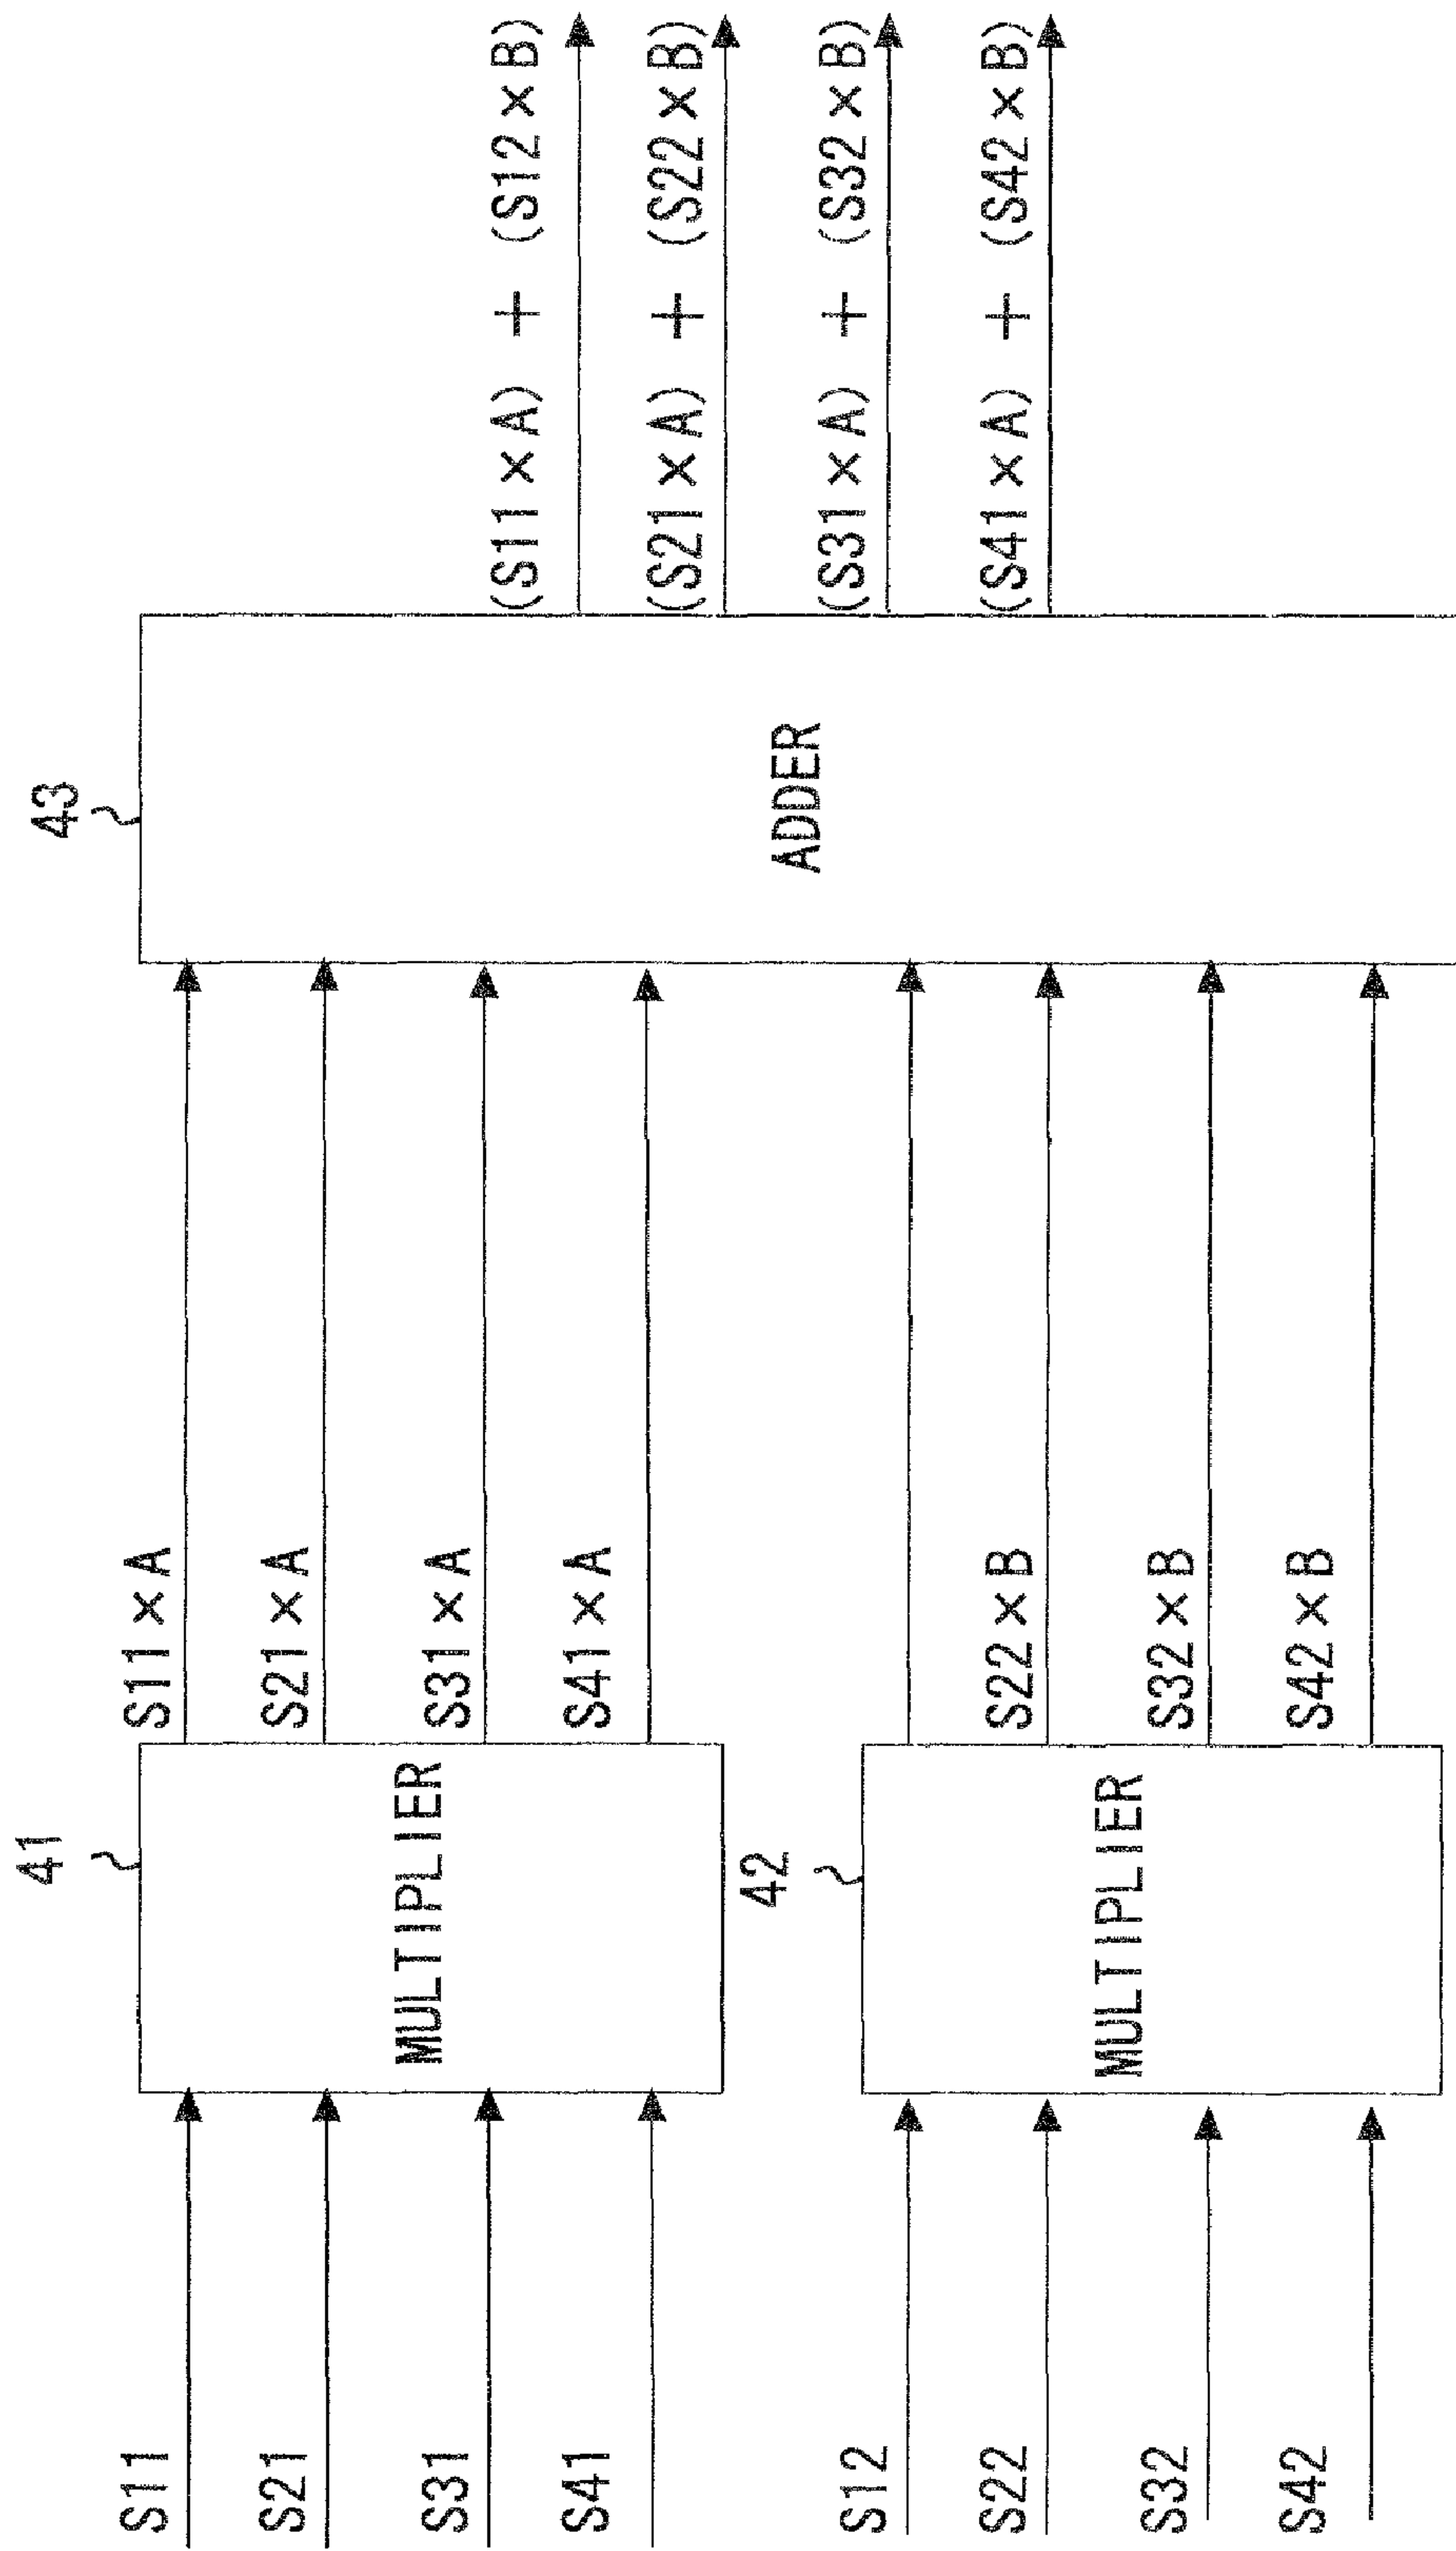 41
S11
S11×A
S21
S21×A
S31
MULTIPLIER
S31×A
S41
S41×A
42
S12
S22
MULTIPLIER
S22×B
S32
S32×B
S42
S42×B
43
ADDER
(S11×A) + (S12×B)
(S21×A) + (S22×B)
(S31×A) + (S32×B)
(S41×A) + (S42×B)